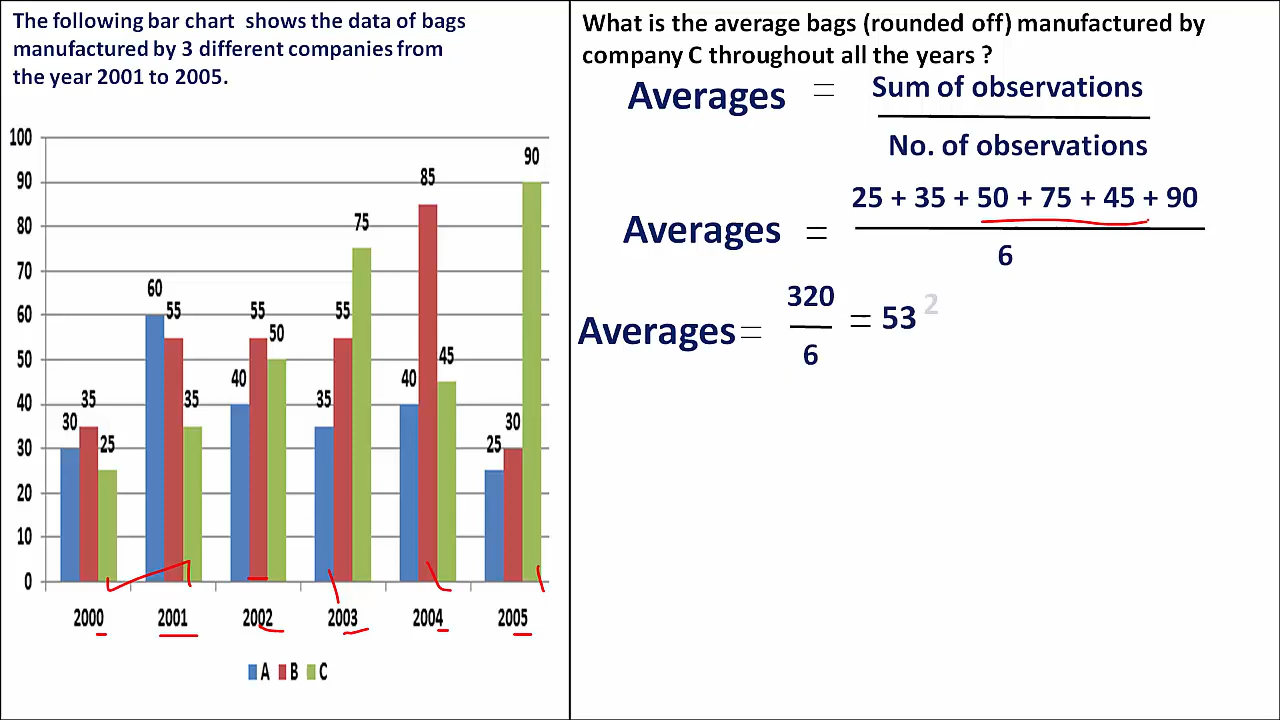 The following bar chart shows the data of bags
manufactured by 3 different companies from
the year 2001 to 2005.
100
90
80
70
60
50
40
30
20
10
0
30 35 25
60 55 35
40 55 50
35 55 75
40 85 45
25 30 90
2000 2001 2002 2003 2004 2005
A B C
What is the average bags (rounded off) manufactured by
company C throughout all the years ?
Averages = Sum of observations
No. of observations
Averages = 25 + 35 + 50 + 75 + 45 + 90
6
Averages = 320
6
= 53 2